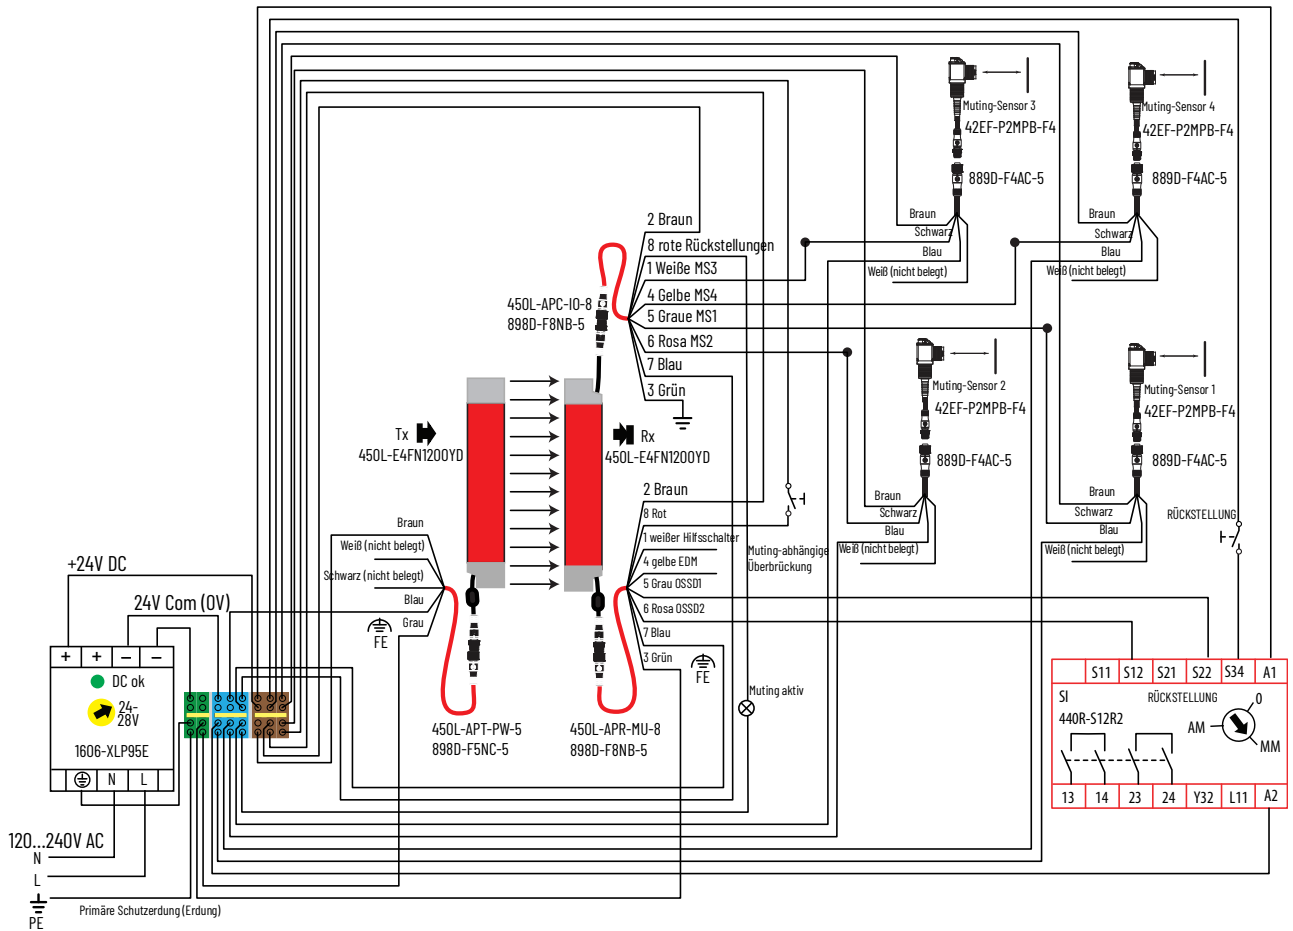 Muting-Sensor 3
42EF-P2MPB-F4
889D-F4AC-5
Braun
Schwarz
Blau
Weiß (nicht belegt)
Muting-Sensor 4
42EF-P2MPB-F4
889D-F4AC-5
Braun
Schwarz
Blau
Weiß (nicht belegt)
2 Braun
8 rote Rückstellungen
1 Weiße MS3
4 Gelbe MS4
5 Graue MS1
6 Rosa MS2
7 Blau
3 Grün
450L-APC-IO-8
898D-F8NB-5
Muting-Sensor 2
42EF-P2MPB-F4
889D-F4AC-5
Braun
Schwarz
Blau
Weiß (nicht belegt)
Muting-Sensor 1
42EF-P2MPB-F4
889D-F4AC-5
Braun
Schwarz
Blau
Weiß (nicht belegt)
Tx
450L-E4FN1200YD
Rx
450L-E4FN1200YD
2 Braun
8 Rot
1 weißer Hilfsschalter
4 gelbe EDM
5 Grau OSSD1
6 Rosa OSSD2
7 Blau
3 Grün
FE
Muting-abhängige
Überbrückung
RÜCKSTELLUNG
Braun
Weiß (nicht belegt)
Schwarz (nicht belegt)
Blau
Grau
FE
+24V DC
24V Com (0V)
+ + – –
DC ok
24-
28V
1606-XLP95E
N L
450L-APT-PW-5
898D-F5NC-5
450L-APR-MU-8
898D-F8NB-5
Muting aktiv
S11 S12 S21 S22 S34 A1
SI
440R-S12R2
RÜCKSTELLUNG
0
AM
MM
13 14 23 24 Y32 L11 A2
120...240V AC
N
L
PE
Primäre Schutzerdung (Erdung)